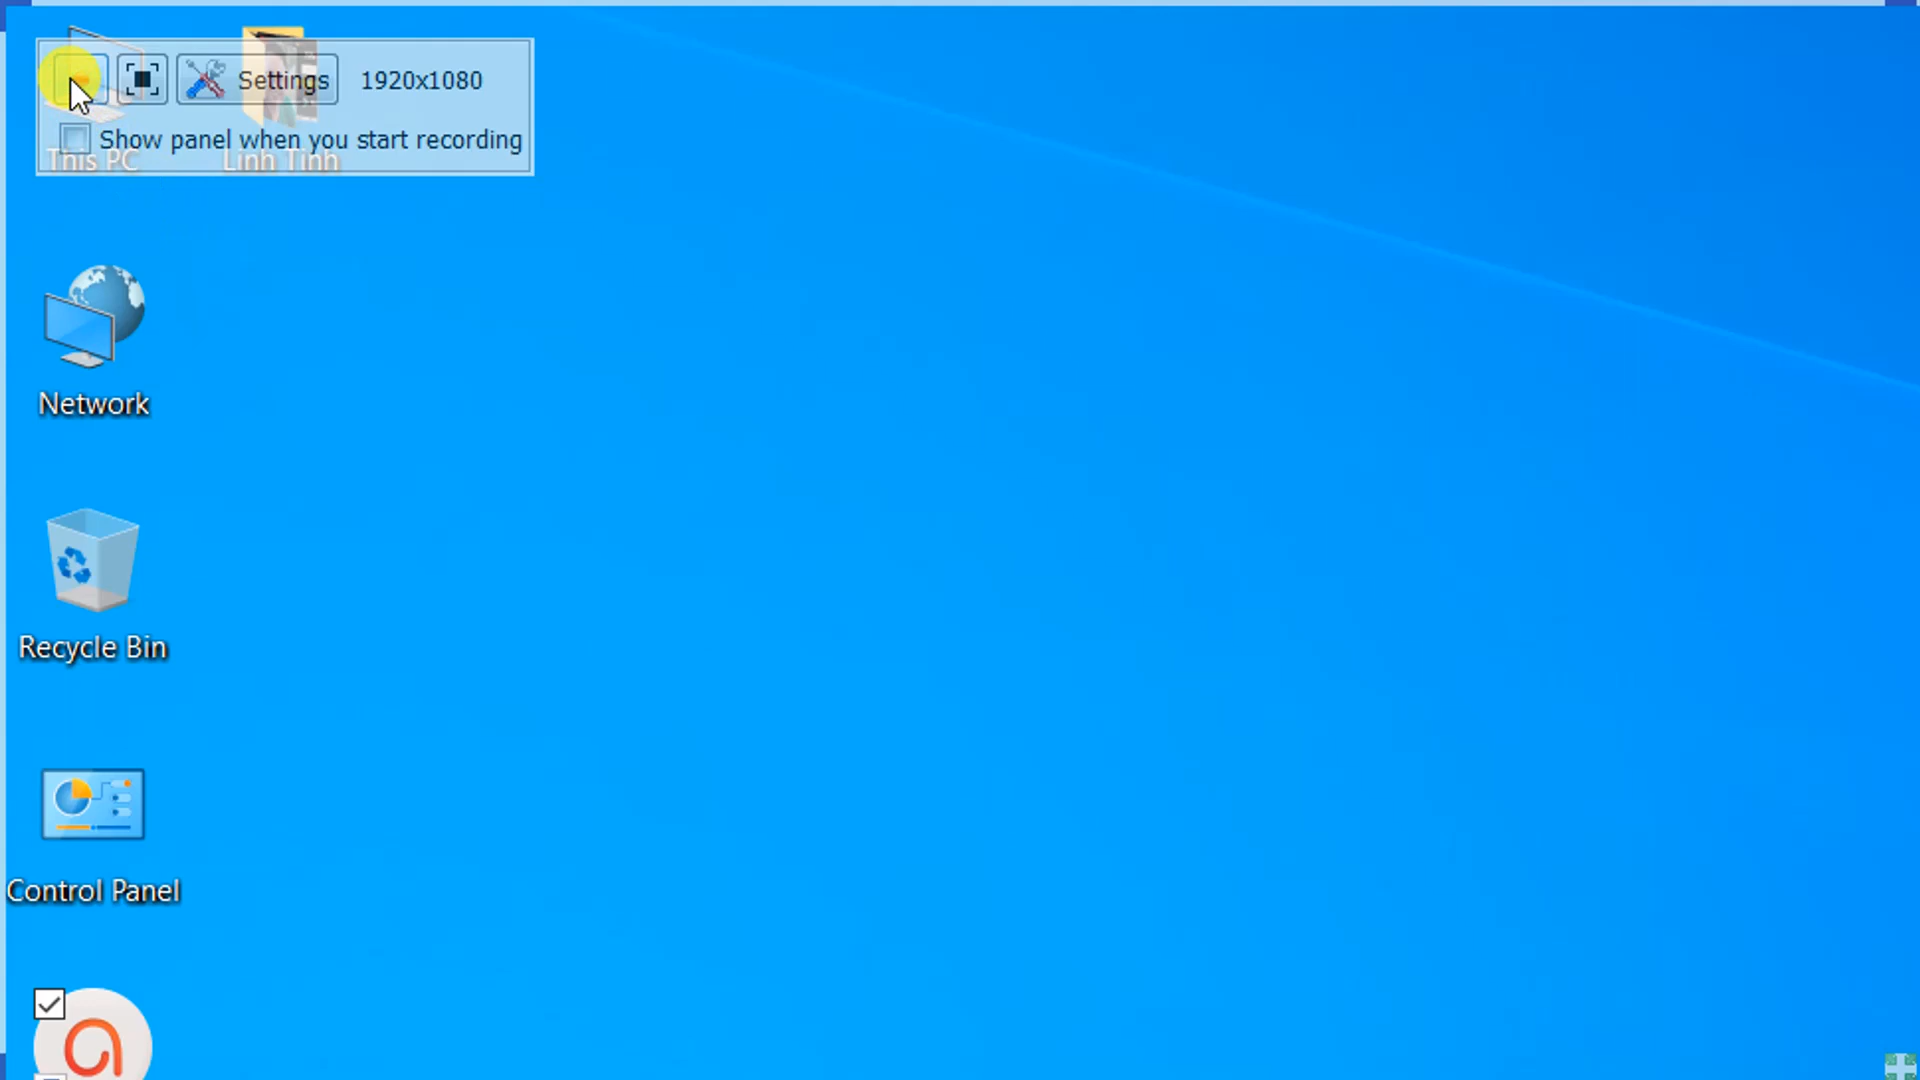 Settings 1920x1080
Show panel when you start recording
This PC
Linh Tinh
Network
Recycle Bin
Control Panel